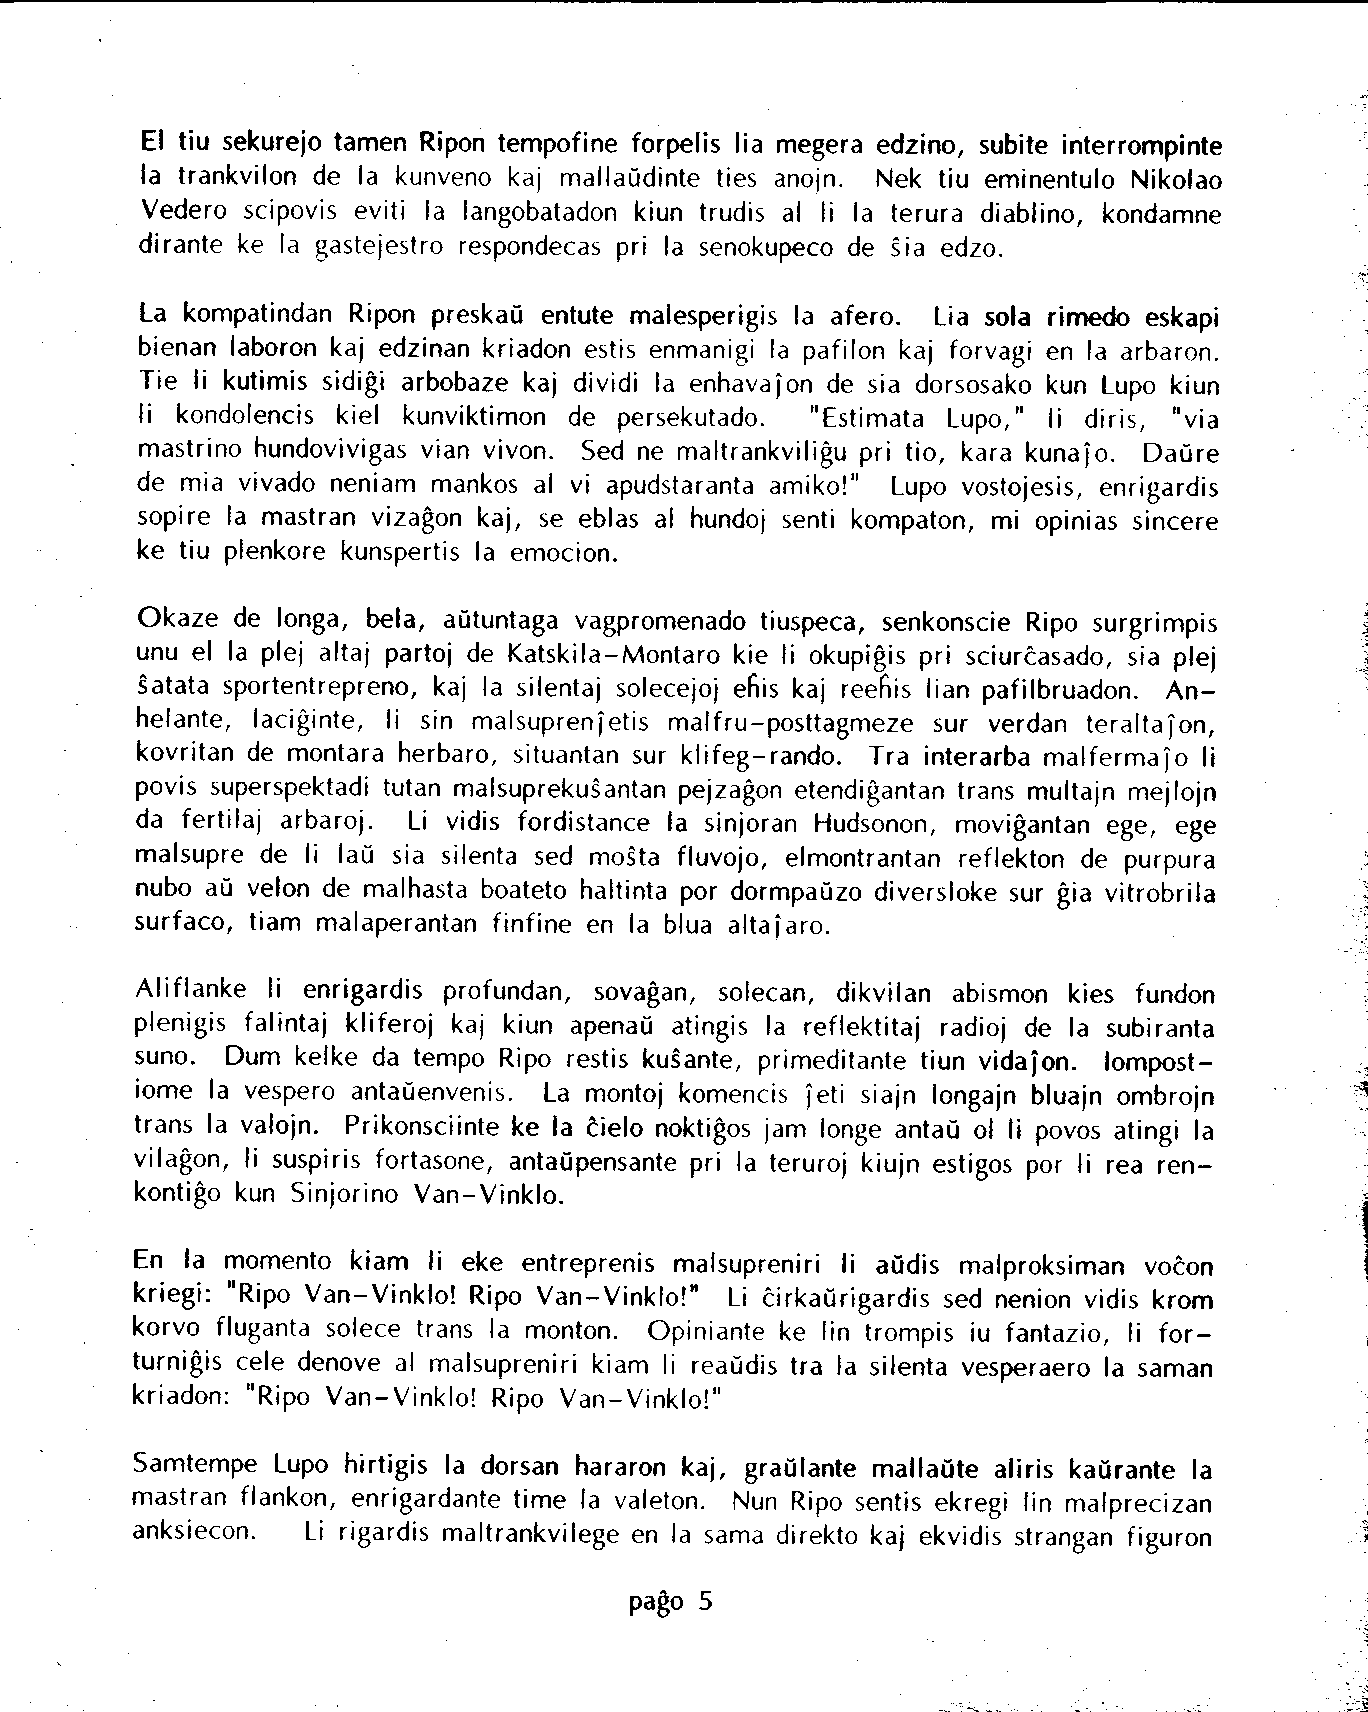 El tiu sekurejo tamen Ripon tempofine forpelis lia megera edzino, subite interrompinte
la trankvilon de la kunveno kaj mallaŭdinte ties anojn. Nek tiu eminentulo Nikolao
Vedero scipovis eviti la langobatadon kiun trudis al li la terura diablino, kondamne
dirante ke la gastejestro respondecas pri la senokupeco de ŝia edzo.
La kompatindan Ripon preskaŭ entute malesperigis la afero. Lia sola rimedo eskapi
bienan laboron kaj edzinan kriadon estis enmanigi la pafilon kaj forvagi en la arbaron.
Tie li kutimis sidiĝi arbobaze kaj dividi la enhavaĵon de sia dorsosako kun Lupo kiun
li kondolencis kiel kunviktimon de persekutado. "Estimata Lupo," li diris, "via
mastrino hundovivigas vian vivon. Sed ne maltrankviliĝu pri tio, kara kunaĵo. Daŭre
de mia vivado neniam mankos al vi apudstaranta amiko!" Lupo vostojesis, enrigardis
sopire la mastran vizaĝon kaj, se eblas al hundoj senti kompaton, mi opinias sincere
ke tiu plenkore kunspertis la emocion.
Okaze de longa, bela, aŭtuntaga vagpromenado tiuspeca, senkonscie Ripo surgrimpis
unu el la plej altaj partoj de Katskila-Montaro kie li okupiĝis pri sciurĉasado, sia plej
ŝatata sportentrepreno, kaj la silentaj solecejoj eĥis kaj reeĥis lian pafilbruadon. An-
helante, laciĝinte, li sin malsuprenĵetis malfru-posttagmeze sur verdan teraltaĵon,
kovritan de montara herbaro, situantan sur klifeg-rando. Tra interarba malfermaĵo li
povis superspektadi tutan malsuprekuŝantan pejzaĝon etendiĝantan trans multajn mejlojn
da fertilaj arbaroj. Li vidis fordistance la sinjoran Hudsonon, moviĝantan ege, ege
malsupre de li laŭ sia silenta sed moŝta fluvojo, elmontrantan reflekton de purpura
nubo aŭ velon de malhasta boateto haltinta por dormpaŭzo diversloke sur ĝia vitrobrila
surfaco, tiam malaperantan finfine en la blua altaĵaro.
Aliflanke li enrigardis profundan, sovaĝan, solecan, dikvilan abismon kies fundon
plenigis falintaj kliferoj kaj kiun apenaŭ atingis la reflektitaj radioj de la subiranta
suno. Dum kelke da tempo Ripo restis kuŝante, primeditante tiun vidaĵon. Iompost-
iome la vespero antaŭenvenis. La montoj komencis ĵeti siajn longajn bluajn ombrojn
trans la valojn. Prikonsciinte ke la ĉielo noktiĝos jam longe antaŭ ol li povos atingi la
vilaĝon, li suspiris fortasone, antaŭpensante pri la teruroj kiujn estigos por li rea ren-
kontiĝo kun Sinjorino Van-Vinklo.
En la momento kiam li eke entreprenis malsupreniri li aŭdis malproksiman voĉon
kriegi: "Ripo Van-Vinklo! Ripo Van-Vinklo!" Li ĉirkaŭrigardis sed nenion vidis krom
korvo fluganta solece trans la monton. Opiniante ke lin trompis iu fantazio, li for-
turniĝis cele denove al malsupreniri kiam li reaŭdis tra la silenta vesperaero la saman
kriadon: "Ripo Van-Vinklo! Ripo Van-Vinklo!"
Samtempe Lupo hirtigis la dorsan hararon kaj, graŭlante mallaŭte aliris kaŭrante la
mastran flankon, enrigardante time la valeton. Nun Ripo sentis ekregi lin malprecizan
anksiecon. Li rigardis maltrankvilege en la sama direkto kaj ekvidis strangan figuron
paĝo 5